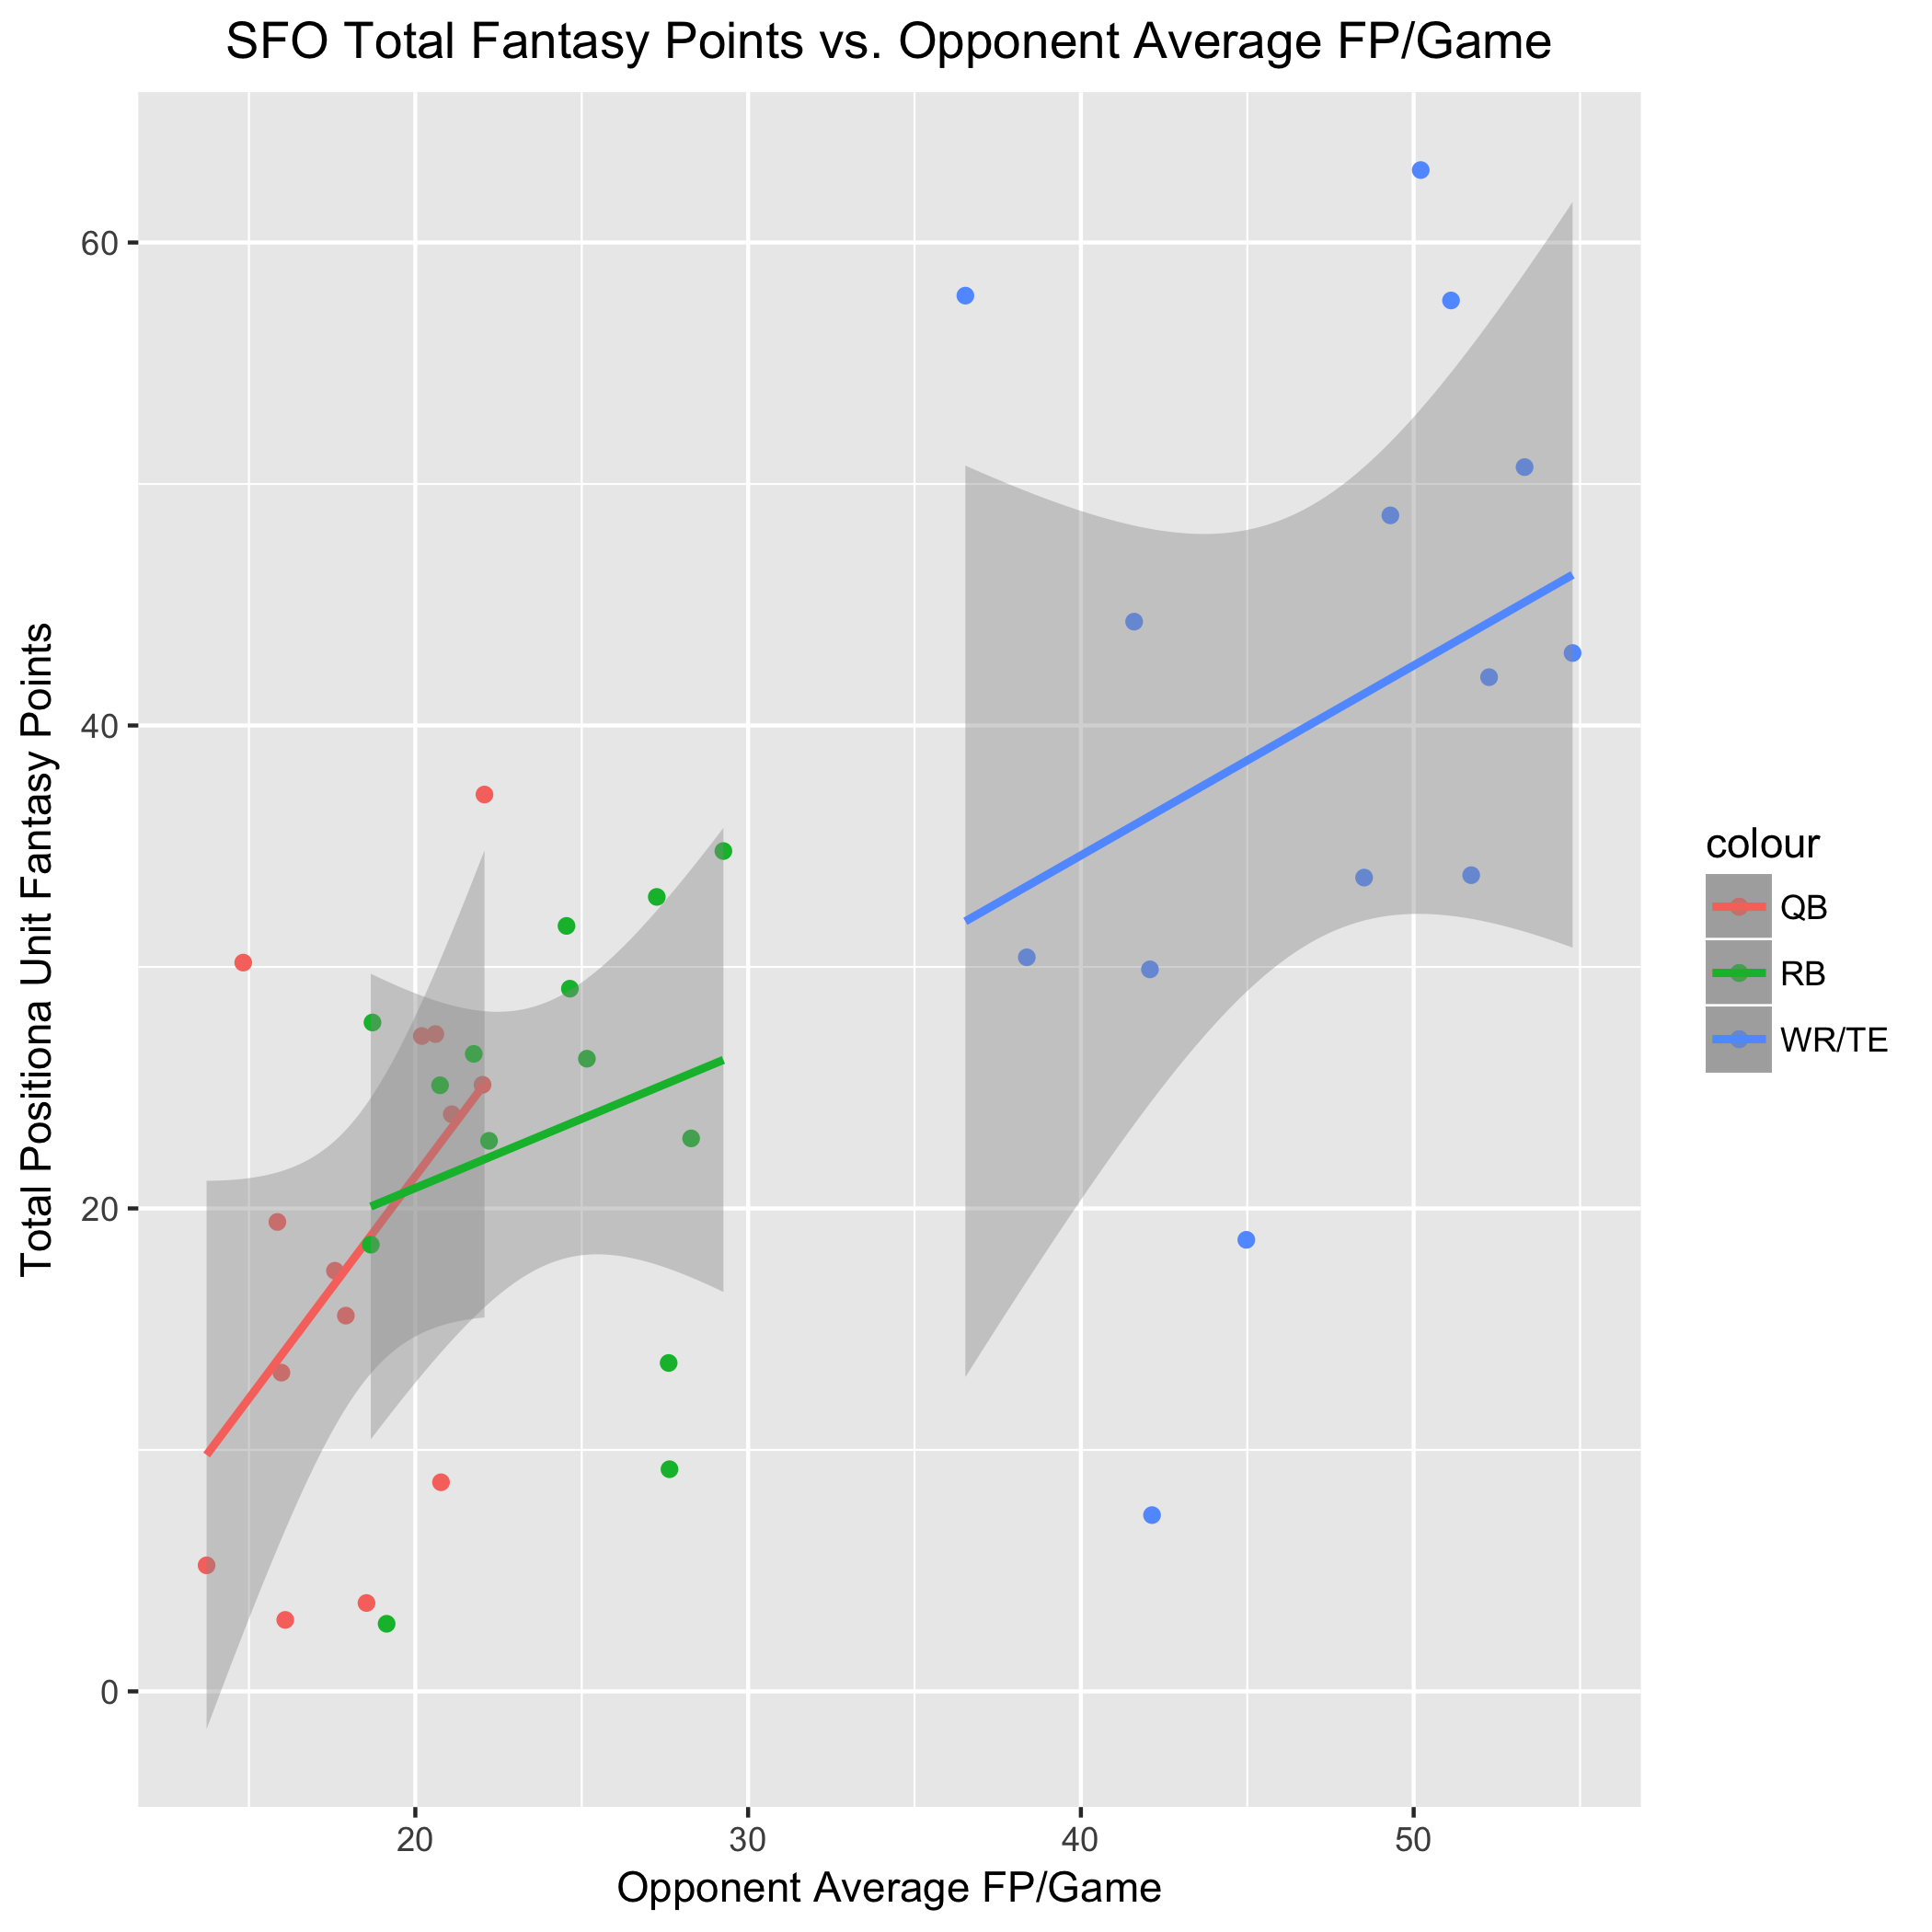 SFO Total Fantasy Points vs. Opponent Average FP/Game
Total Positiona Unit Fantasy Points
60
40
20
0
20
30
40
50
Opponent Average FP/Game
colour
QB
RB
WR/TE